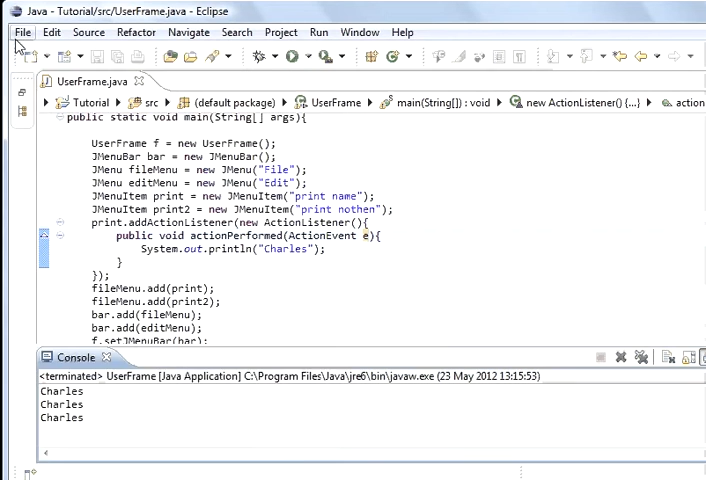 Java - Tutorial/src/UserFrame.java - Eclipse
File Edit Source Refactor Navigate Search Project Run Window Help
UserFrame.java
Tutorial src (default package) UserFrame main(String[]) : void new ActionListener() {...} action
public static void main(String[] args){
UserFrame f = new UserFrame();
JMenuBar bar = new JMenuBar();
JMenu fileMenu = new JMenu("File");
JMenu editMenu = new JMenu("Edit");
JMenuItem print = new JMenuItem("print name");
JMenuItem print2 = new JMenuItem("print nothen");
print.addActionListener(new ActionListener(){
public void actionPerformed(ActionEvent e){
System.out.println("Charles");
}
});
fileMenu.add(print);
fileMenu.add(print2);
bar.add(fileMenu);
bar.add(editMenu);
f.setJMenuBar(bar);
Console
<terminated> UserFrame [Java Application] C:\Program Files\Java\jre6\bin\javaw.exe (23 May 2012 13:15:53)
Charles
Charles
Charles